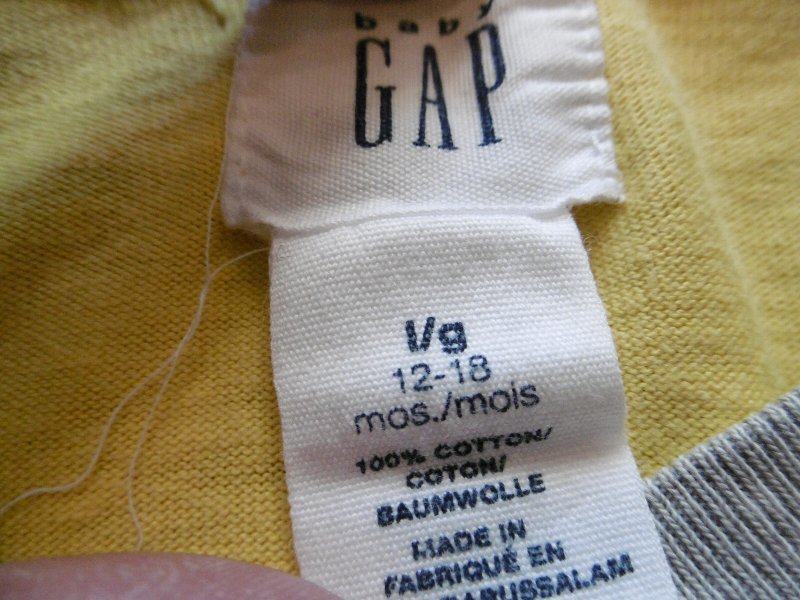 baby
GAP
l/g
12-18
mos./mois
100% COTTON/
COTON/
BAUMWOLLE
MADE IN
FABRIQUÉ EN